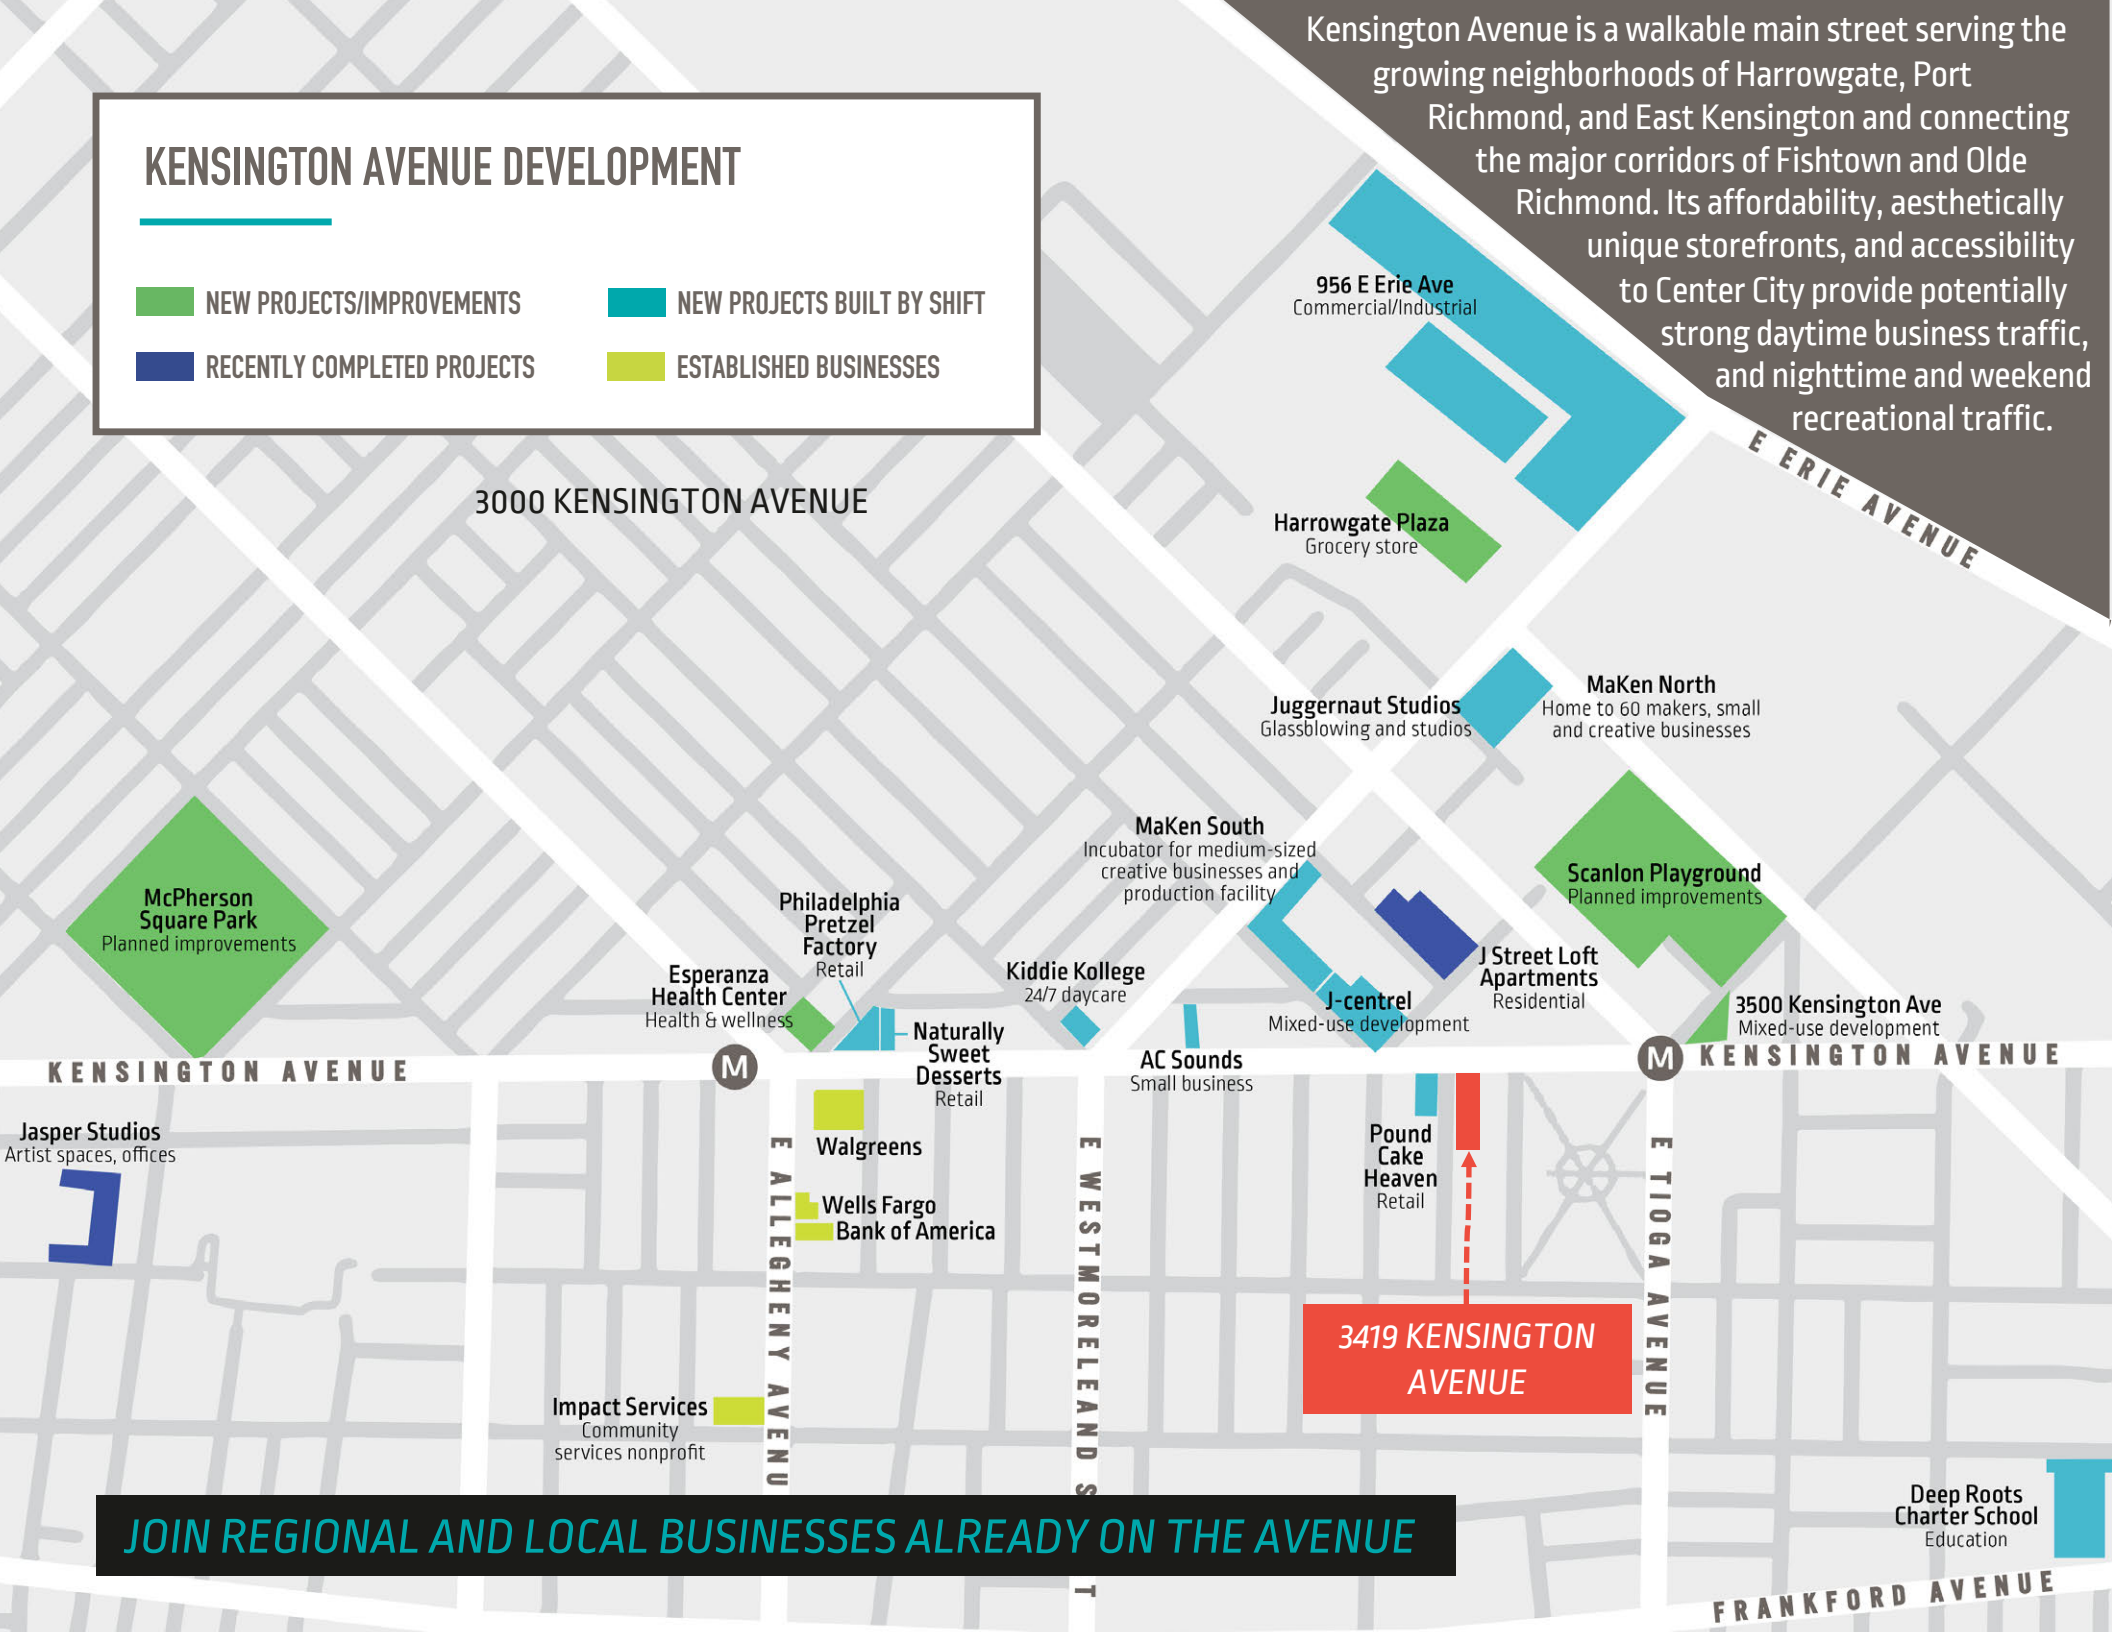 Kensington Avenue is a walkable main street serving the
growing neighborhoods of Harrowgate, Port
Richmond, and East Kensington and connecting
the major corridors of Fishtown and Olde
Richmond. Its affordability, aesthetically
unique storefronts, and accessibility
to Center City provide potentially
strong daytime business traffic,
and nighttime and weekend
recreational traffic.
KENSINGTON AVENUE DEVELOPMENT
NEW PROJECTS/IMPROVEMENTS
NEW PROJECTS BUILT BY SHIFT
RECENTLY COMPLETED PROJECTS
ESTABLISHED BUSINESSES
3000 KENSINGTON AVENUE
956 E Erie Ave
Commercial/Industrial
E ERIE AVENUE
Harrowgate Plaza
Grocery store
Juggernaut Studios
Glassblowing and studios
MaKen North
Home to 60 makers, small
and creative businesses
MaKen South
Incubator for medium-sized
creative businesses and
production facility
Scanlon Playground
Planned improvements
McPherson
Square Park
Planned improvements
Philadelphia
Pretzel
Factory
Retail
Esperanza
Health Center
Health & wellness
Kiddie Kollege
24/7 daycare
J Street Loft
Apartments
Residential
J-centrel
Mixed-use development
3500 Kensington Ave
Mixed-use development
Naturally
Sweet
Desserts
Retail
AC Sounds
Small business
KENSINGTON AVENUE
M
M
KENSINGTON AVENUE
Jasper Studios
Artist spaces, offices
Walgreens
Wells Fargo
Bank of America
Pound
Cake
Heaven
Retail
E ALLEGHENY AVENU
E WESTMORELEAND S
T
E TIOGA AVENUE
3419 KENSINGTON
AVENUE
Impact Services
Community
services nonprofit
Deep Roots
Charter School
Education
JOIN REGIONAL AND LOCAL BUSINESSES ALREADY ON THE AVENUE
FRANKFORD AVENUE